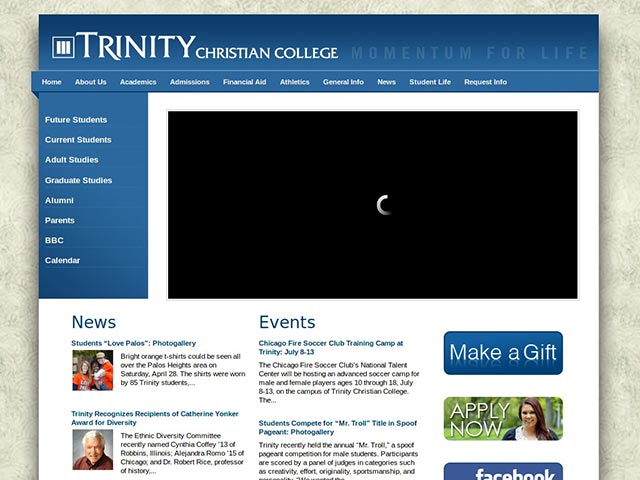 TRINITY CHRISTIAN COLLEGE MOMENTUM FOR LIFE
Home About Us Academics Admissions Financial Aid Athletics General Info News Student Life Request Info
Future Students
Current Students
Adult Studies
Graduate Studies
Alumni
Parents
BBC
Calendar
News
Students “Love Palos”: Photogallery
Bright orange t-shirts could be seen all
over the Palos Heights area on
Saturday, April 28. The shirts were worn
by 85 Trinity students,...
Trinity Recognizes Recipients of Catherine Yonker
Award for Diversity
The Ethnic Diversity Committee
recently named Cynthia Coffey ’13 of
Robbins, Illinois; Alejandra Romo ’15 of
Chicago; and Dr. Robert Rice, professor
of history,...
Events
Chicago Fire Soccer Club Training Camp at
Trinity: July 8-13
The Chicago Fire Soccer Club’s National Talent
Center will be hosting an advanced soccer camp for
male and female players ages 10 through 18, July
8-13, on the campus of Trinity Christian College.
The...
Students Compete for “Mr. Troll” Title in Spoof
Pageant: Photogallery
Trinity recently held the annual “Mr. Troll,” a spoof
pageant competition for male students. Participants
are scored by a panel of judges in categories such
as creativity, effort, originality, sportsmanship, and
personality. “We wanted the
Make a Gift
APPLY
NOW
facebook